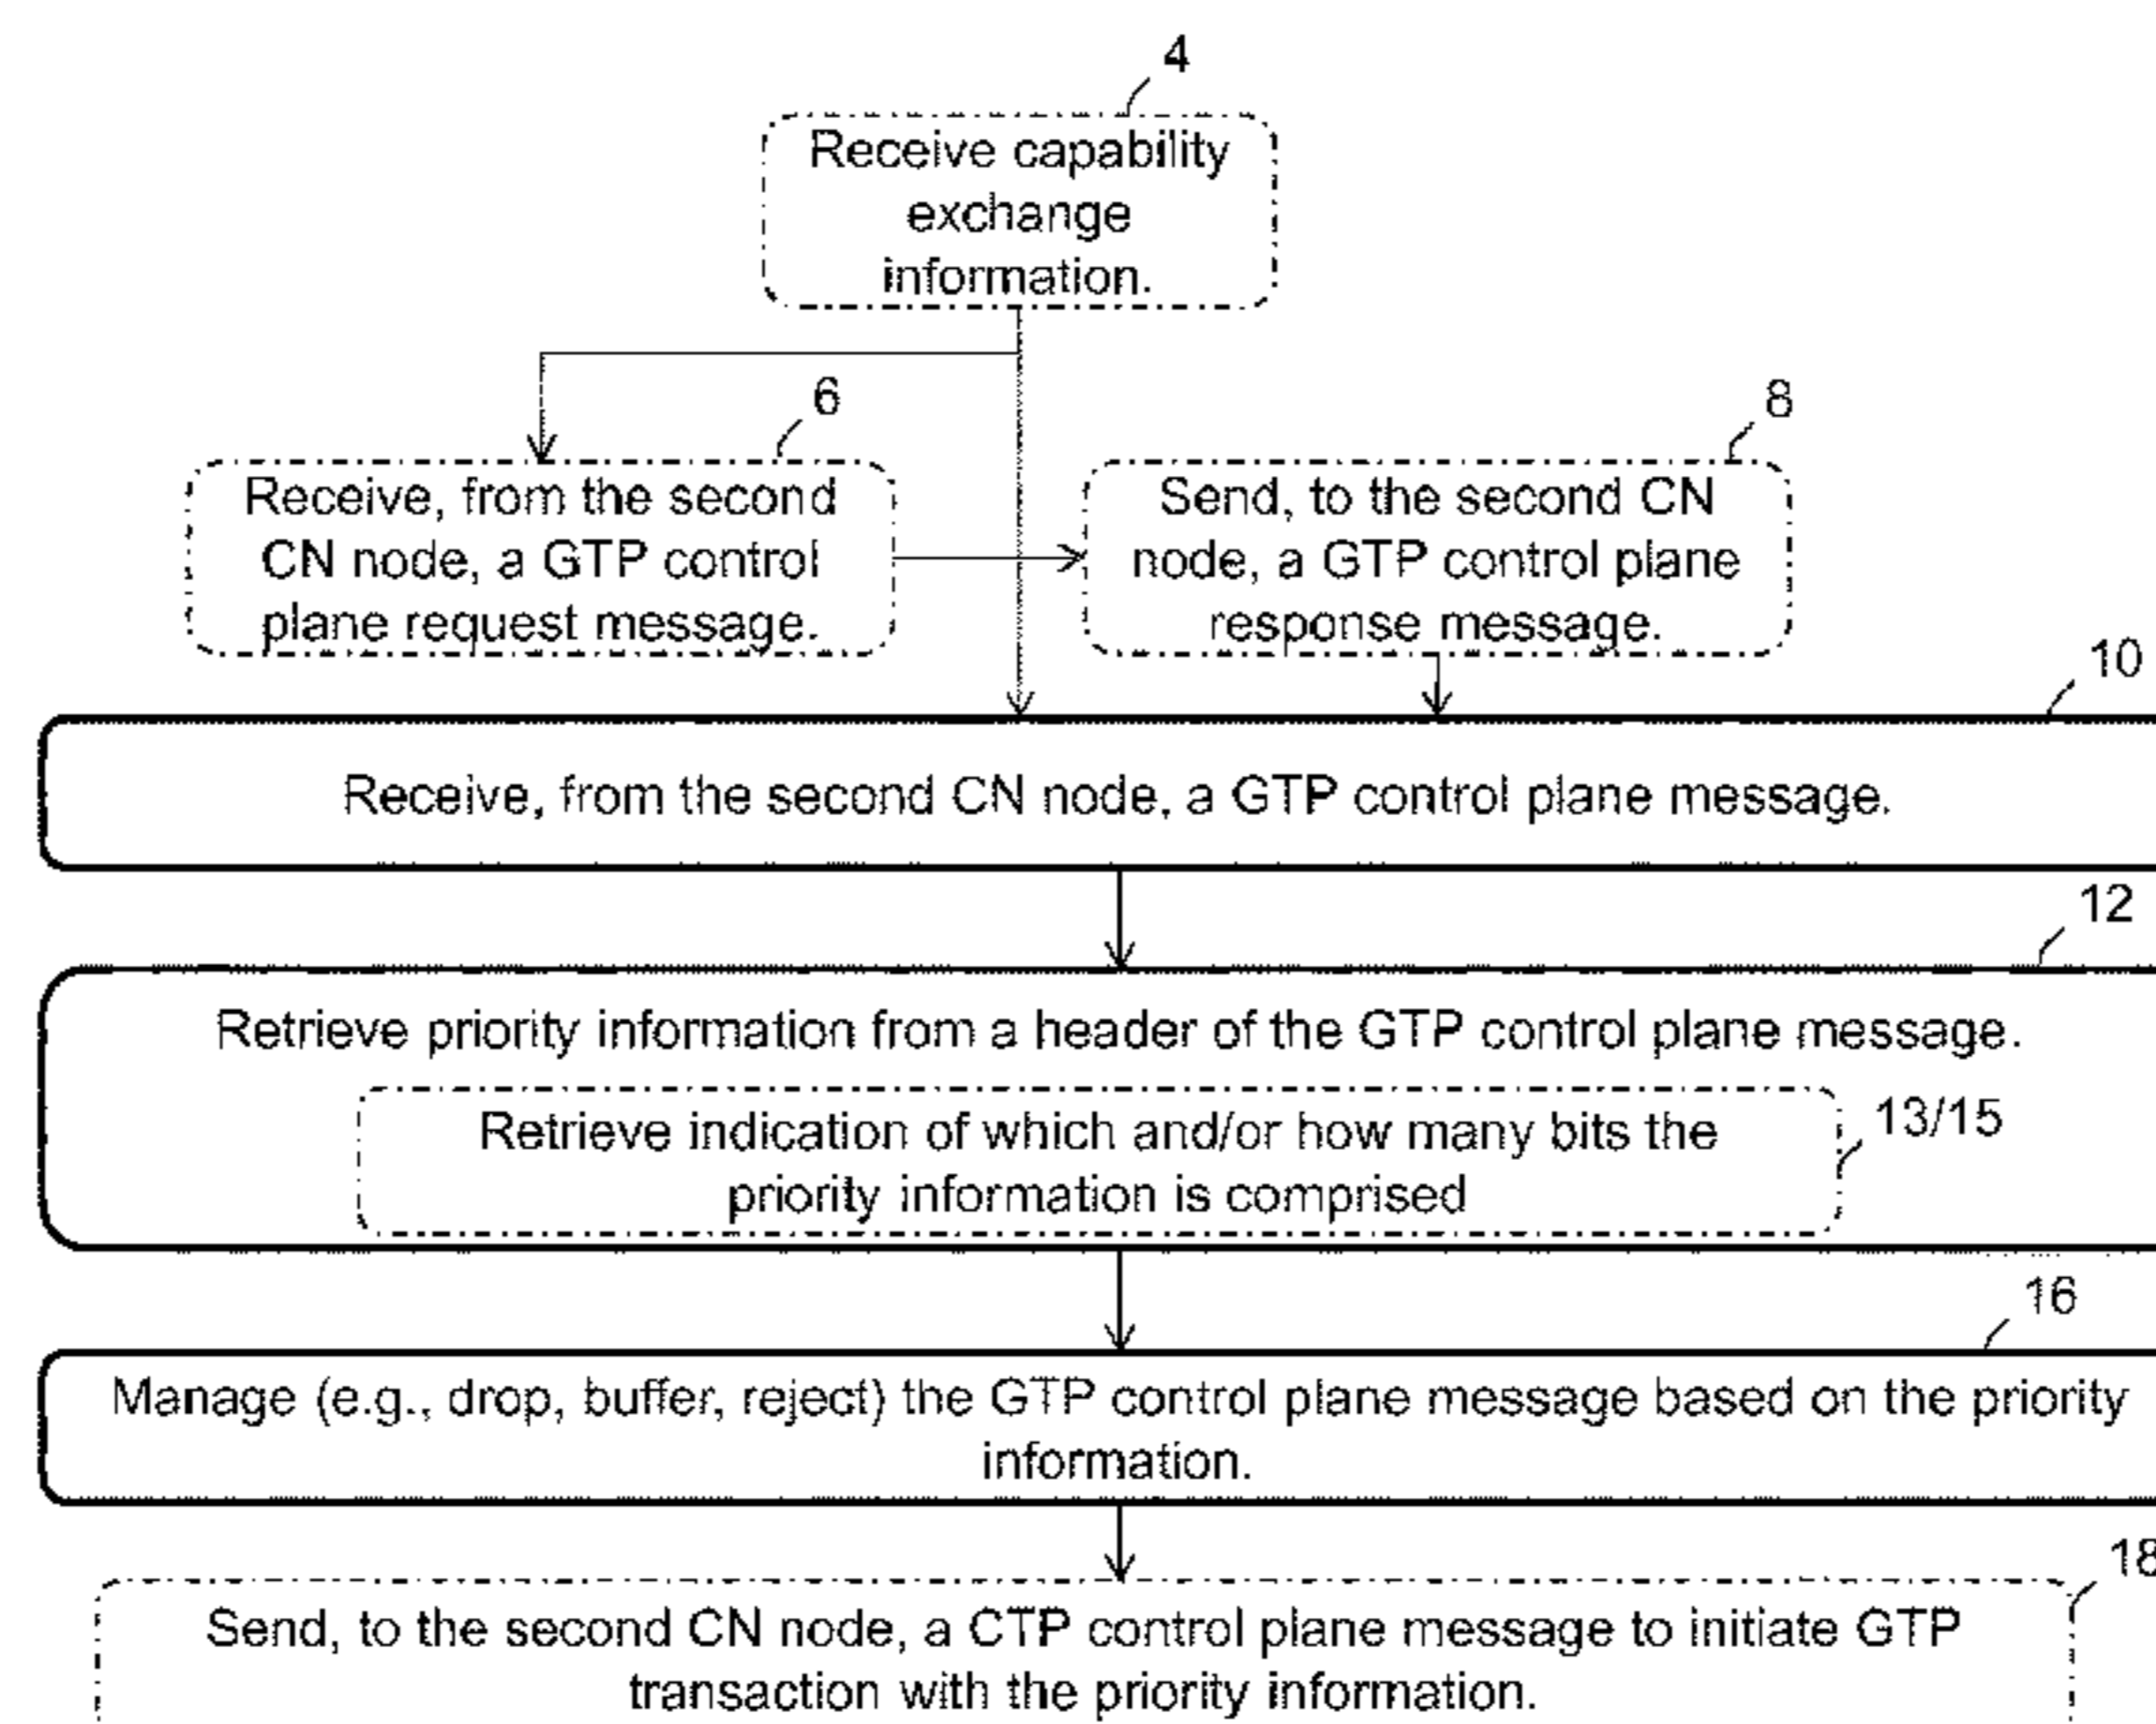 4
Receive capability
exchange
information.
6
8
Receive, from the second
CN node, a GTP control
plane request message.
Send, to the second CN
node, a GTP control plane
response message.
10
Receive, from the second CN node, a GTP control plane message.
12
Retrieve priority information from a header of the GTP control plane message.
Retrieve indication of which and/or how many bits the
priority information is comprised
13/15
16
Manage (e.g., drop, buffer, reject) the GTP control plane message based on the priority
information.
18
Send, to the second CN node, a CTP control plane message to initiate GTP
transaction with the priority information.